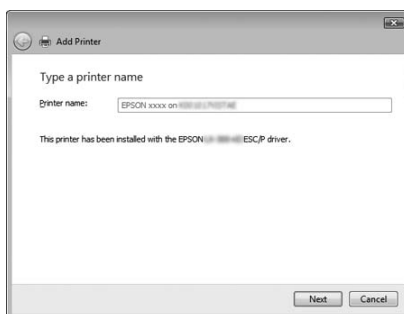 Add Printer
Type a printer name
Printer name:
EPSON xxxx on
This printer has been installed with the EPSON ESC/P driver.
Next
Cancel